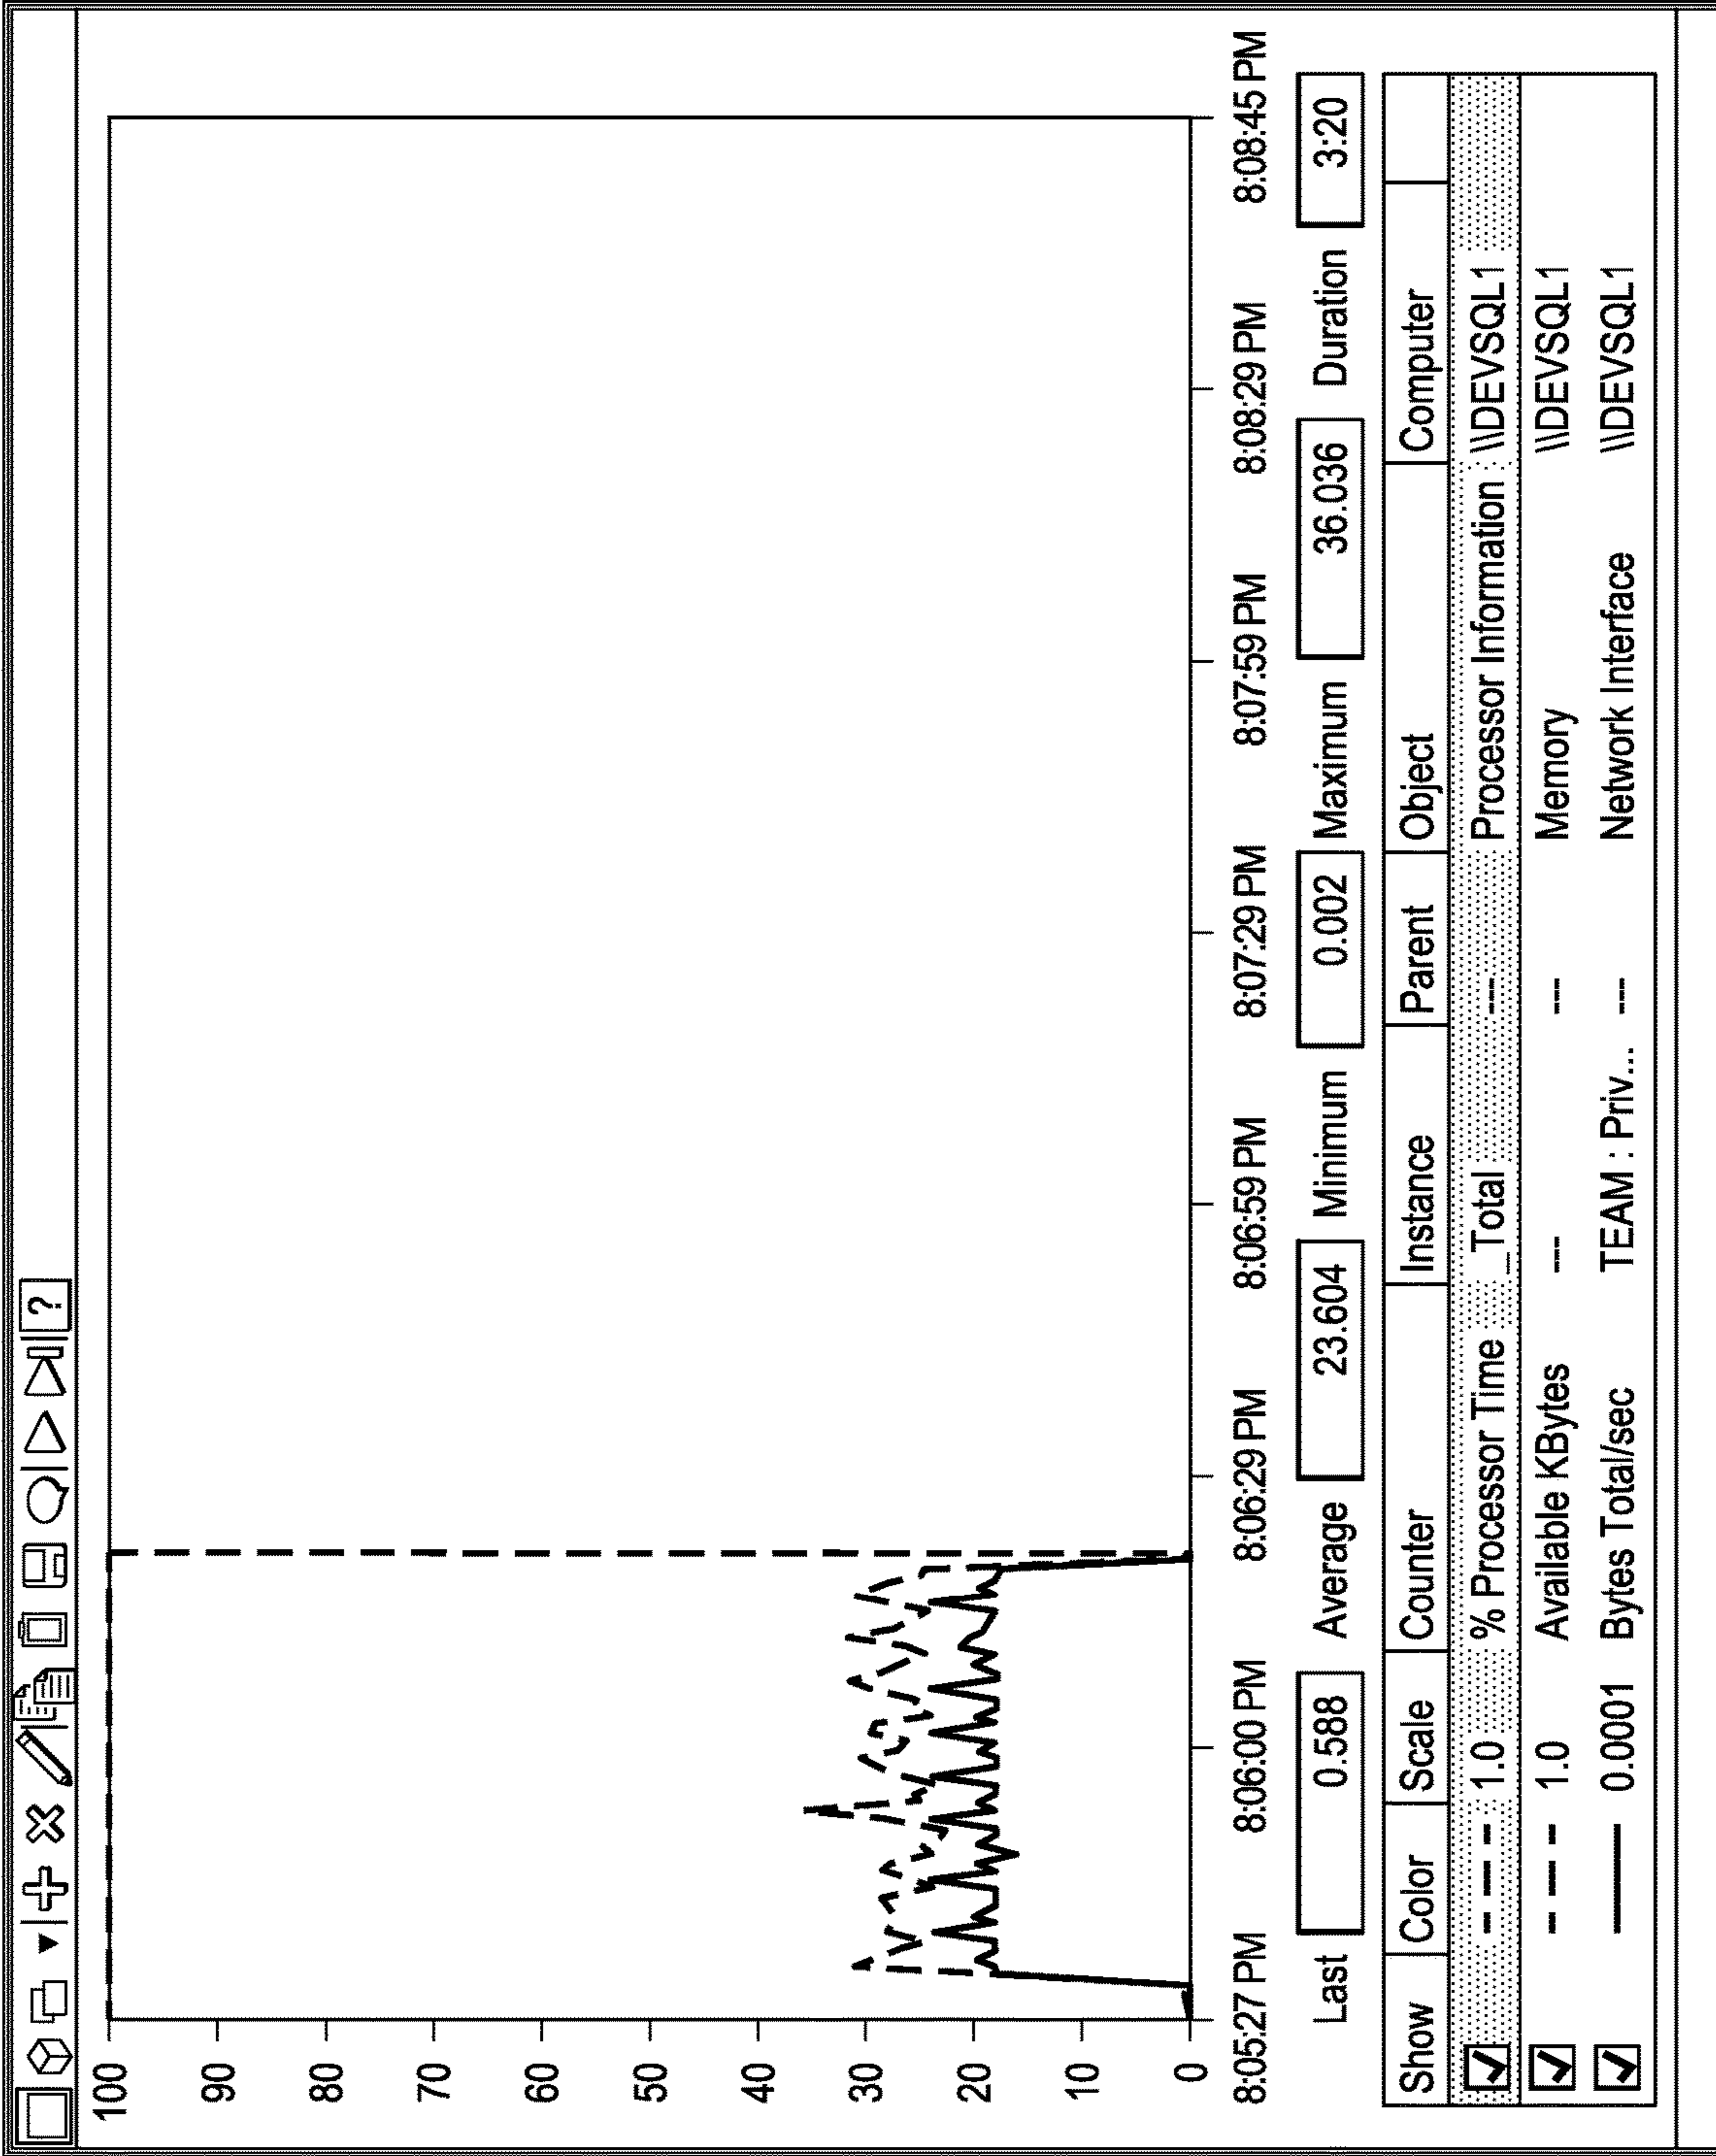 ?
100
90
80
70
60
50
40
30
20
10
0
8:05:27 PM 8:06:00 PM 8:06:29 PM 8:06:59 PM 8:07:29 PM 8:07:59 PM 8:08:29 PM 8:08:45 PM
Last 0.588 Average 23.604 Minimum 0.002 Maximum 36.036 Duration 3:20
Show Color Scale Counter Instance Parent Object Computer
1.0 % Processor Time _Total --- Processor Information \\DEVSQL1
1.0 Available KBytes --- --- Memory \\DEVSQL1
0.0001 Bytes Total/sec TEAM : Priv... --- Network Interface \\DEVSQL1